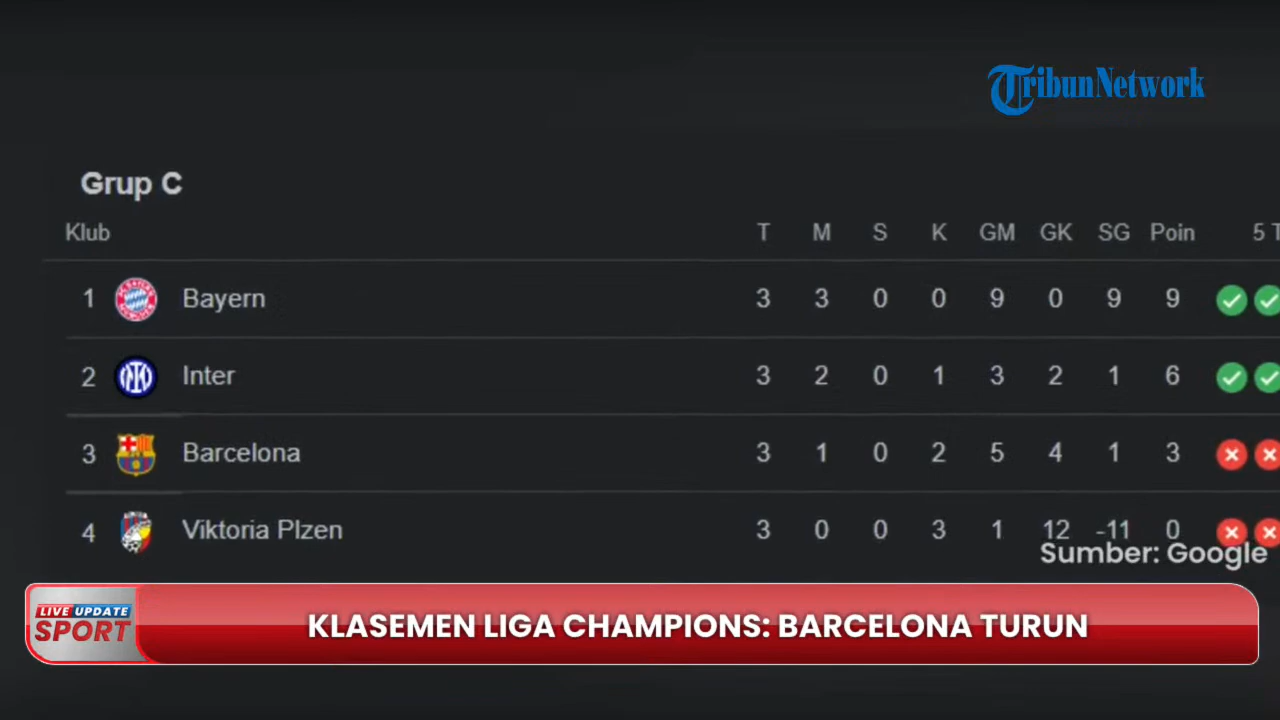 TribunNetwork
Grup C
Klub T M S K GM GK SG Poin 5 T
1 Bayern 3 3 0 0 9 0 9 9
2 Inter 3 2 0 1 3 2 1 6
3 Barcelona 3 1 0 2 5 4 1 3
4 Viktoria Plzen 3 0 0 3 1 12 -11 0
Sumber: Google
LIVE UPDATE
SPORT
KLASEMEN LIGA CHAMPIONS: BARCELONA TURUN